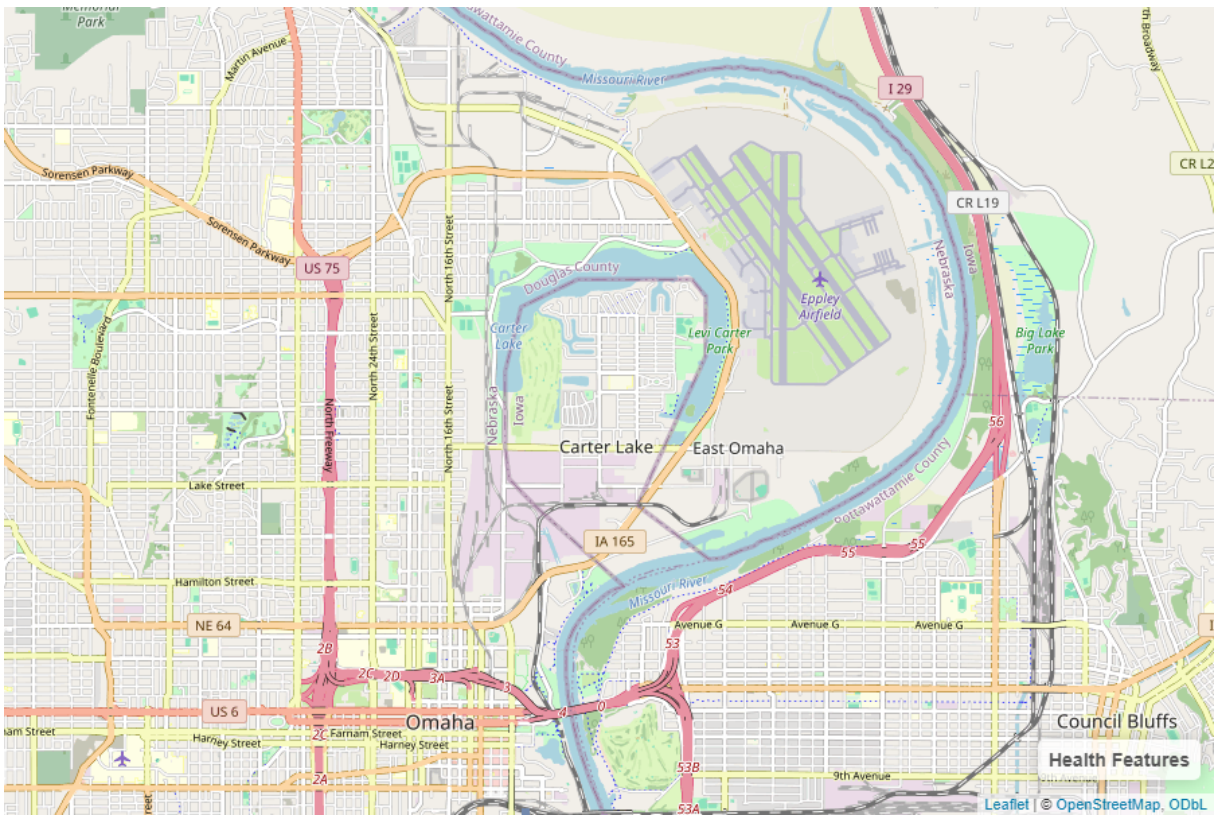 Memorial
Park
Martin Avenue
Pottawattamie County
Missouri River
I 29
th Broadway
CR L2
Sorensen Parkway
Sorensen Parkway
CR L19
North 16th Street
US 75
Douglas County
Nebraska
Iowa
Eppley
Airfield
Carter
Lake
Levi Carter
Park
Big Lake
Park
Fontenelle Boulevard
North 24th Street
North Freeway
North 16th Street
Nebraska
Iowa
56
Carter Lake
East Omaha
Lake Street
Pottawattamie County
IA 165
55
55
Hamilton Street
Missouri River
54
NE 64
Avenue G
Avenue G
Avenue G
53
2B
2C
2D
3A
3
4
0
US 6
Omaha
Council Bluffs
nam Street
2C
Farnam Street
Harney Street
Harney Street
Health Features
2A
53B
9th Avenue
Street
53A
Leaflet | © OpenStreetMap, ODbL